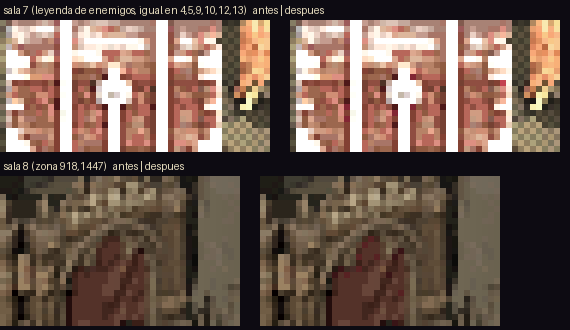 sala 7 (leyenda de enemigos, igual en 4,5,9,10,12,13) antes | despues
sala 8 (zona 918,1447) antes | despues